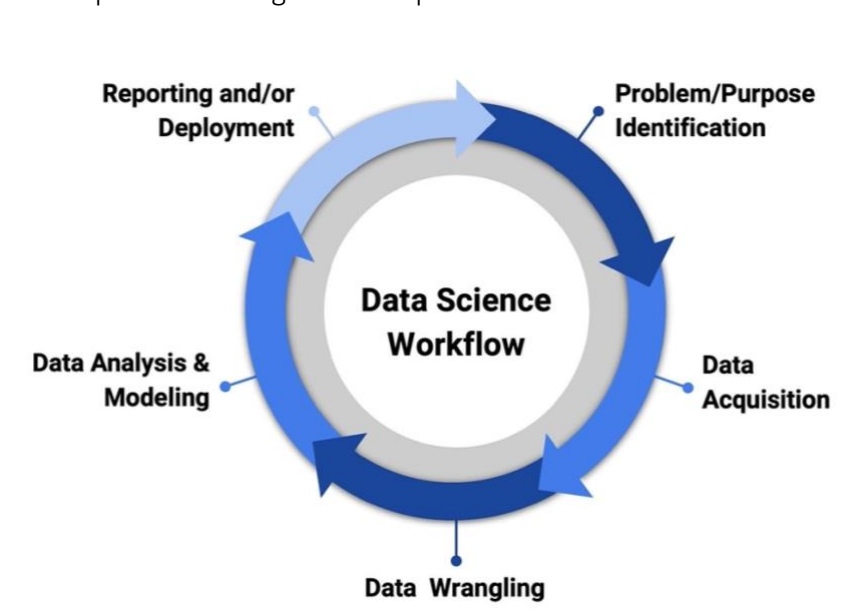 Reporting and/or
Deployment
Problem/Purpose
Identification
Data Science
Workflow
Data Analysis &
Modeling
Data
Acquisition
Data Wrangling